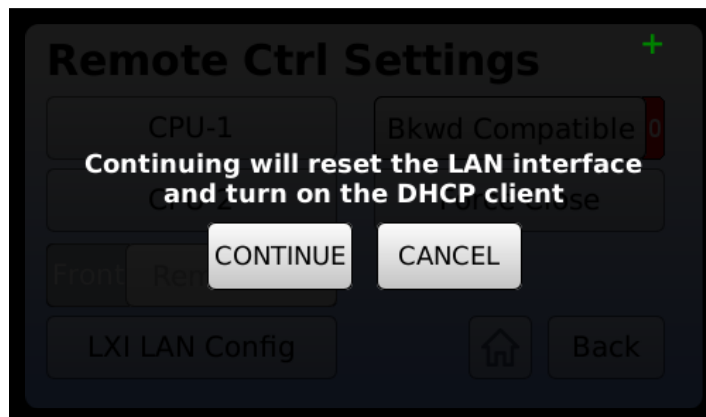 Remote Ctrl Settings
+
CPU-1
Bkwd Compatible 0
Continuing will reset the LAN interface
and turn on the DHCP client
CONTINUE
CANCEL
Front
LXI LAN Config
Back